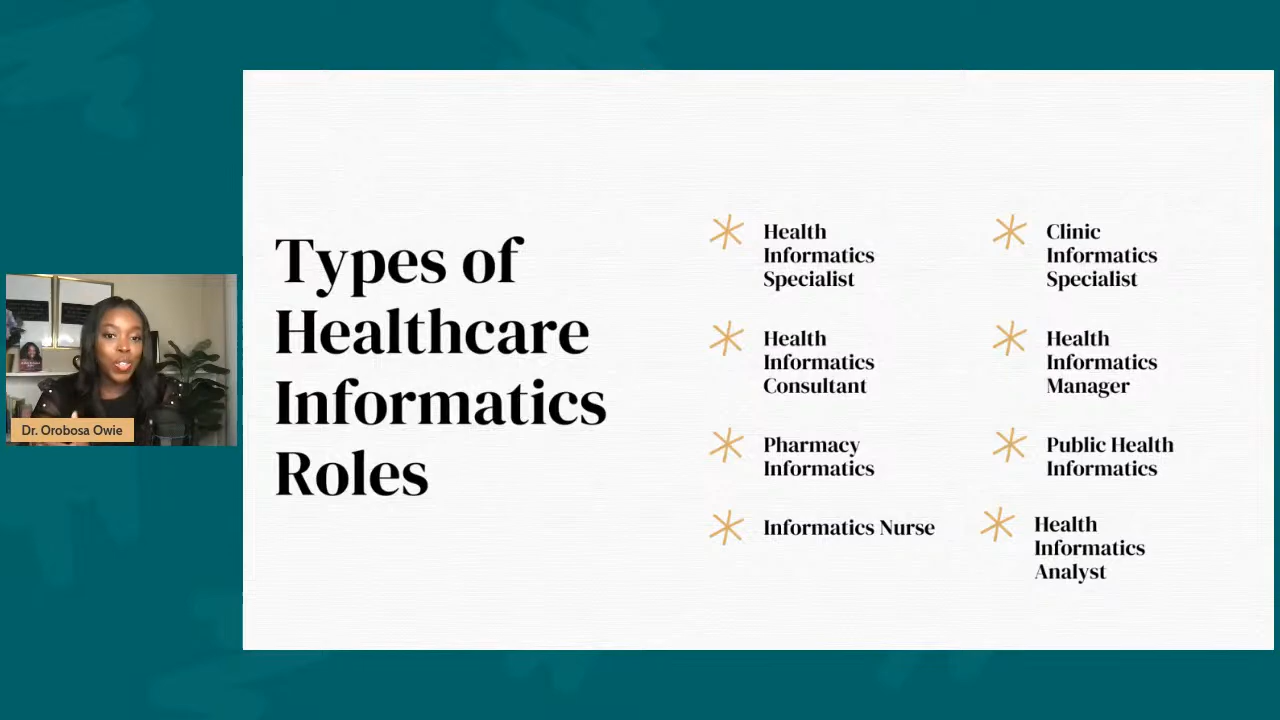 Types of
Healthcare
Informatics
Roles
Health
Informatics
Specialist
Clinic
Informatics
Specialist
Health
Informatics
Consultant
Health
Informatics
Manager
Pharmacy
Informatics
Public Health
Informatics
Informatics Nurse
Health
Informatics
Analyst
Dr. Orobosa Owie